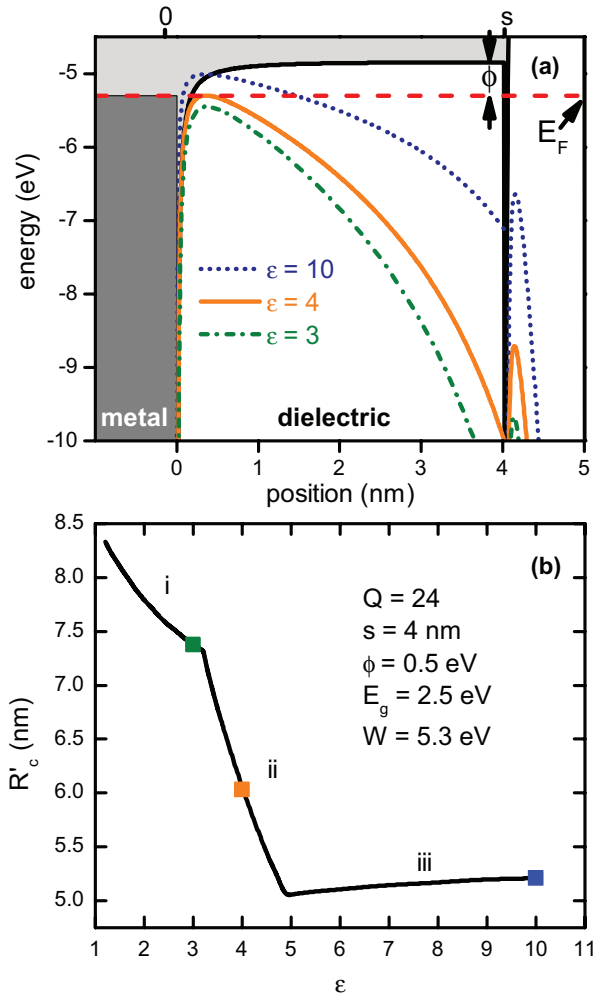 0 s
(a)
-5
ϕ
E_F
-6
-7
-8
-9
-10
energy (eV)
ε = 10
ε = 4
ε = 3
metal dielectric
0 1 2 3 4 5
position (nm)
8.5
8.0
7.5
7.0
6.5
6.0
5.5
5.0
R'_c (nm)
(b)
i
ii
iii
Q = 24
s = 4 nm
ϕ = 0.5 eV
E_g = 2.5 eV
W = 5.3 eV
1 2 3 4 5 6 7 8 9 10 11
ε